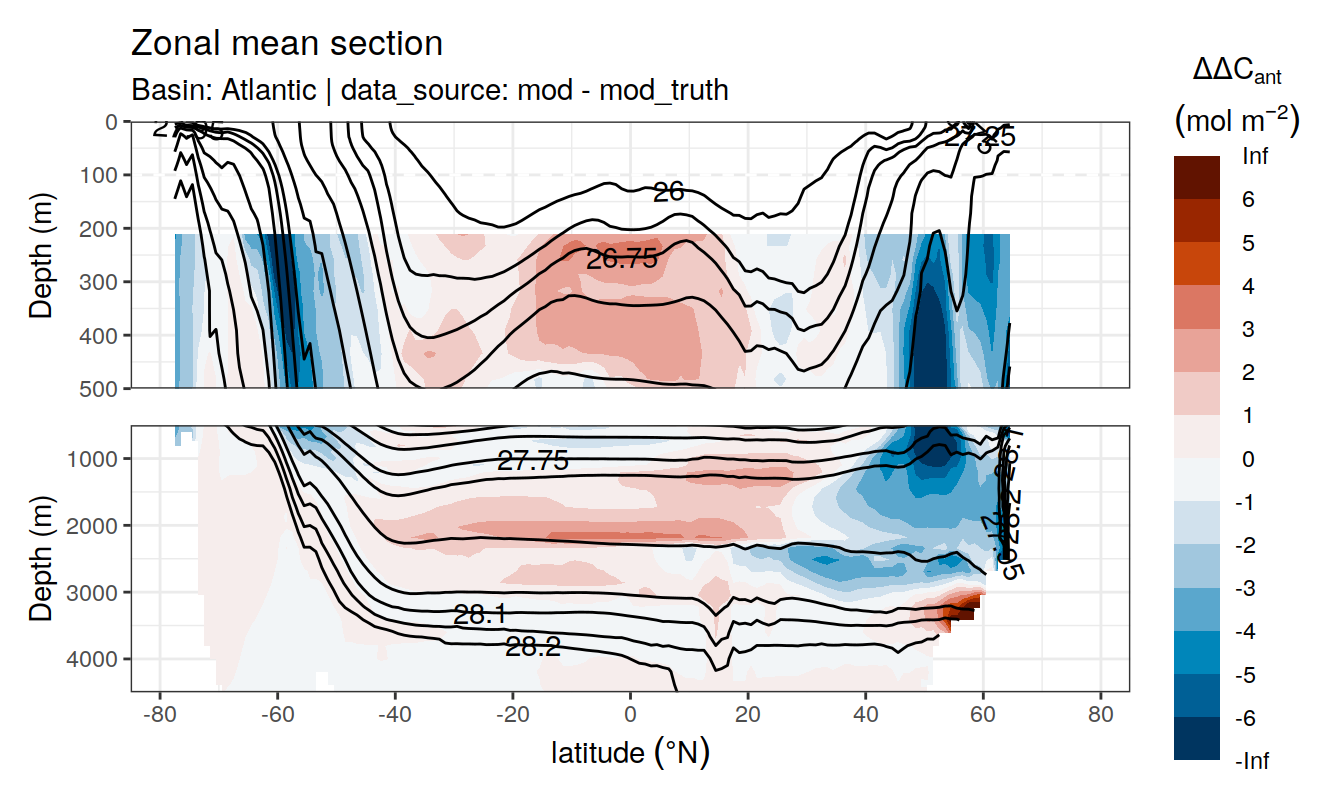 Zonal mean section
Basin: Atlantic | data_source: mod - mod_truth
ΔΔCant
(mol m−2)
Inf
6
5
4
3
2
1
0
-1
-2
-3
-4
-5
-6
-Inf
Depth (m)
0
100
200
300
400
500
26
26.75
27.25
Depth (m)
1000
2000
3000
4000
27.75
28.1
28.2
-80 -60 -40 -20 0 20 40 60 80
latitude (°N)